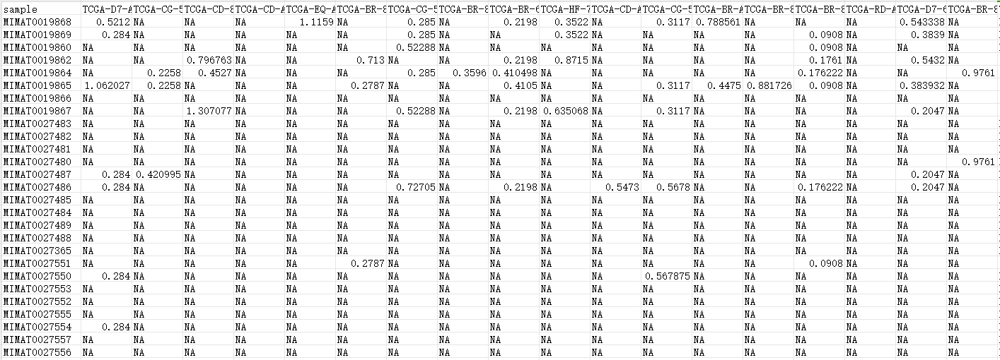 sample TCGA-D7-A TCGA-CG-5 TCGA-CD-8 TCGA-CD-A TCGA-EQ-A TCGA-BR-8 TCGA-CG-5 TCGA-BR-8 TCGA-BR-6 TCGA-HF-7 TCGA-CD-A TCGA-CG-5 TCGA-BR-A TCGA-BR-8 TCGA-BR-8 TCGA-RD-A TCGA-D7-6 TCGA-BR-8
MIMAT0019868 0.5212 NA NA NA 1.1159 NA 0.285 NA 0.2198 0.3522 NA 0.3117 0.788561 NA NA NA 0.543338 NA
MIMAT0019869 0.284 NA NA NA NA NA 0.285 NA NA 0.3522 NA NA NA NA 0.0908 NA 0.3839 NA
MIMAT0019860 NA NA NA NA NA NA 0.52288 NA NA NA NA NA NA NA 0.0908 NA NA NA
MIMAT0019862 NA NA 0.796763 NA NA 0.713 NA NA 0.2198 0.8715 NA NA NA NA 0.1761 NA 0.5432 NA
MIMAT0019864 NA 0.2258 0.4527 NA NA NA 0.285 0.3596 0.410498 NA NA NA NA NA 0.176222 NA NA 0.9761
MIMAT0019865 1.062027 0.2258 NA NA NA 0.2787 NA NA 0.4105 NA NA 0.3117 0.4475 0.881726 0.0908 NA 0.383932 NA
MIMAT0019866 NA NA NA NA NA NA NA NA NA NA NA NA NA NA NA NA NA NA
MIMAT0019867 NA NA 1.307077 NA NA NA 0.52288 NA 0.2198 0.635068 NA 0.3117 NA NA NA NA 0.2047 NA
MIMAT0027483 NA NA NA NA NA NA NA NA NA NA NA NA NA NA NA NA NA NA
MIMAT0027482 NA NA NA NA NA NA NA NA NA NA NA NA NA NA NA NA NA NA
MIMAT0027481 NA NA NA NA NA NA NA NA NA NA NA NA NA NA NA NA NA NA
MIMAT0027480 NA NA NA NA NA NA NA NA NA NA NA NA NA NA NA NA NA 0.9761
MIMAT0027487 0.284 0.420995 NA NA NA NA NA NA NA NA NA NA NA NA NA NA 0.2047 NA
MIMAT0027486 0.284 NA NA NA NA NA 0.72705 NA 0.2198 NA 0.5473 0.5678 NA NA 0.176222 NA 0.2047 NA
MIMAT0027485 NA NA NA NA NA NA NA NA NA NA NA NA NA NA NA NA NA NA
MIMAT0027484 NA NA NA NA NA NA NA NA NA NA NA NA NA NA NA NA NA NA
MIMAT0027489 NA NA NA NA NA NA NA NA NA NA NA NA NA NA NA NA NA NA
MIMAT0027488 NA NA NA NA NA NA NA NA NA NA NA NA NA NA NA NA NA NA
MIMAT0027365 NA NA NA NA NA NA NA NA NA NA NA NA NA NA NA NA NA NA
MIMAT0027551 NA NA NA NA NA 0.2787 NA NA NA NA NA NA NA NA 0.0908 NA NA NA
MIMAT0027550 0.284 NA NA NA NA NA NA NA NA NA NA 0.567875 NA NA NA NA NA NA
MIMAT0027553 NA NA NA NA NA NA NA NA NA NA NA NA NA NA NA NA NA NA
MIMAT0027552 NA NA NA NA NA NA NA NA NA NA NA NA NA NA NA NA NA NA
MIMAT0027555 NA NA NA NA NA NA NA NA NA NA NA NA NA NA NA NA NA NA
MIMAT0027554 0.284 NA NA NA NA NA NA NA NA NA NA NA NA NA NA NA NA NA
MIMAT0027557 NA NA NA NA NA NA NA NA NA NA NA NA NA NA NA NA NA NA
MIMAT0027556 NA NA NA NA NA NA NA NA NA NA NA NA NA NA NA NA NA NA